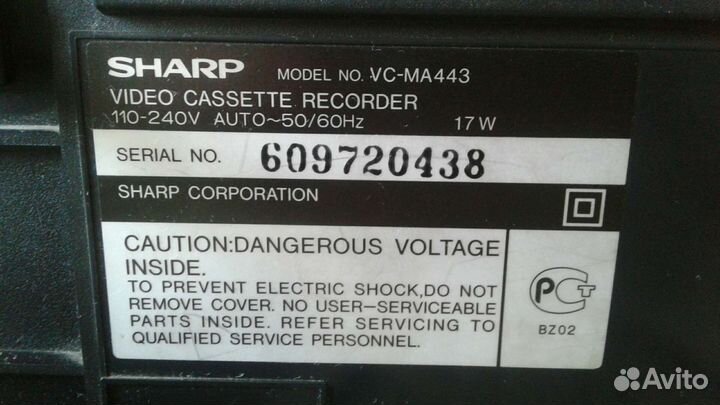 SHARP MODEL NO. VC-MA443
VIDEO CASSETTE RECORDER
110-240V AUTO~50/60Hz 17W
SERIAL NO. 609720438
SHARP CORPORATION
CAUTION:DANGEROUS VOLTAGE
INSIDE.
TO PREVENT ELECTRIC SHOCK,DO NOT
REMOVE COVER. NO USER-SERVICEABLE
PARTS INSIDE. REFER SERVICING TO
QUALIFIED SERVICE PERSONNEL.
РСТ
BZ02
Avito